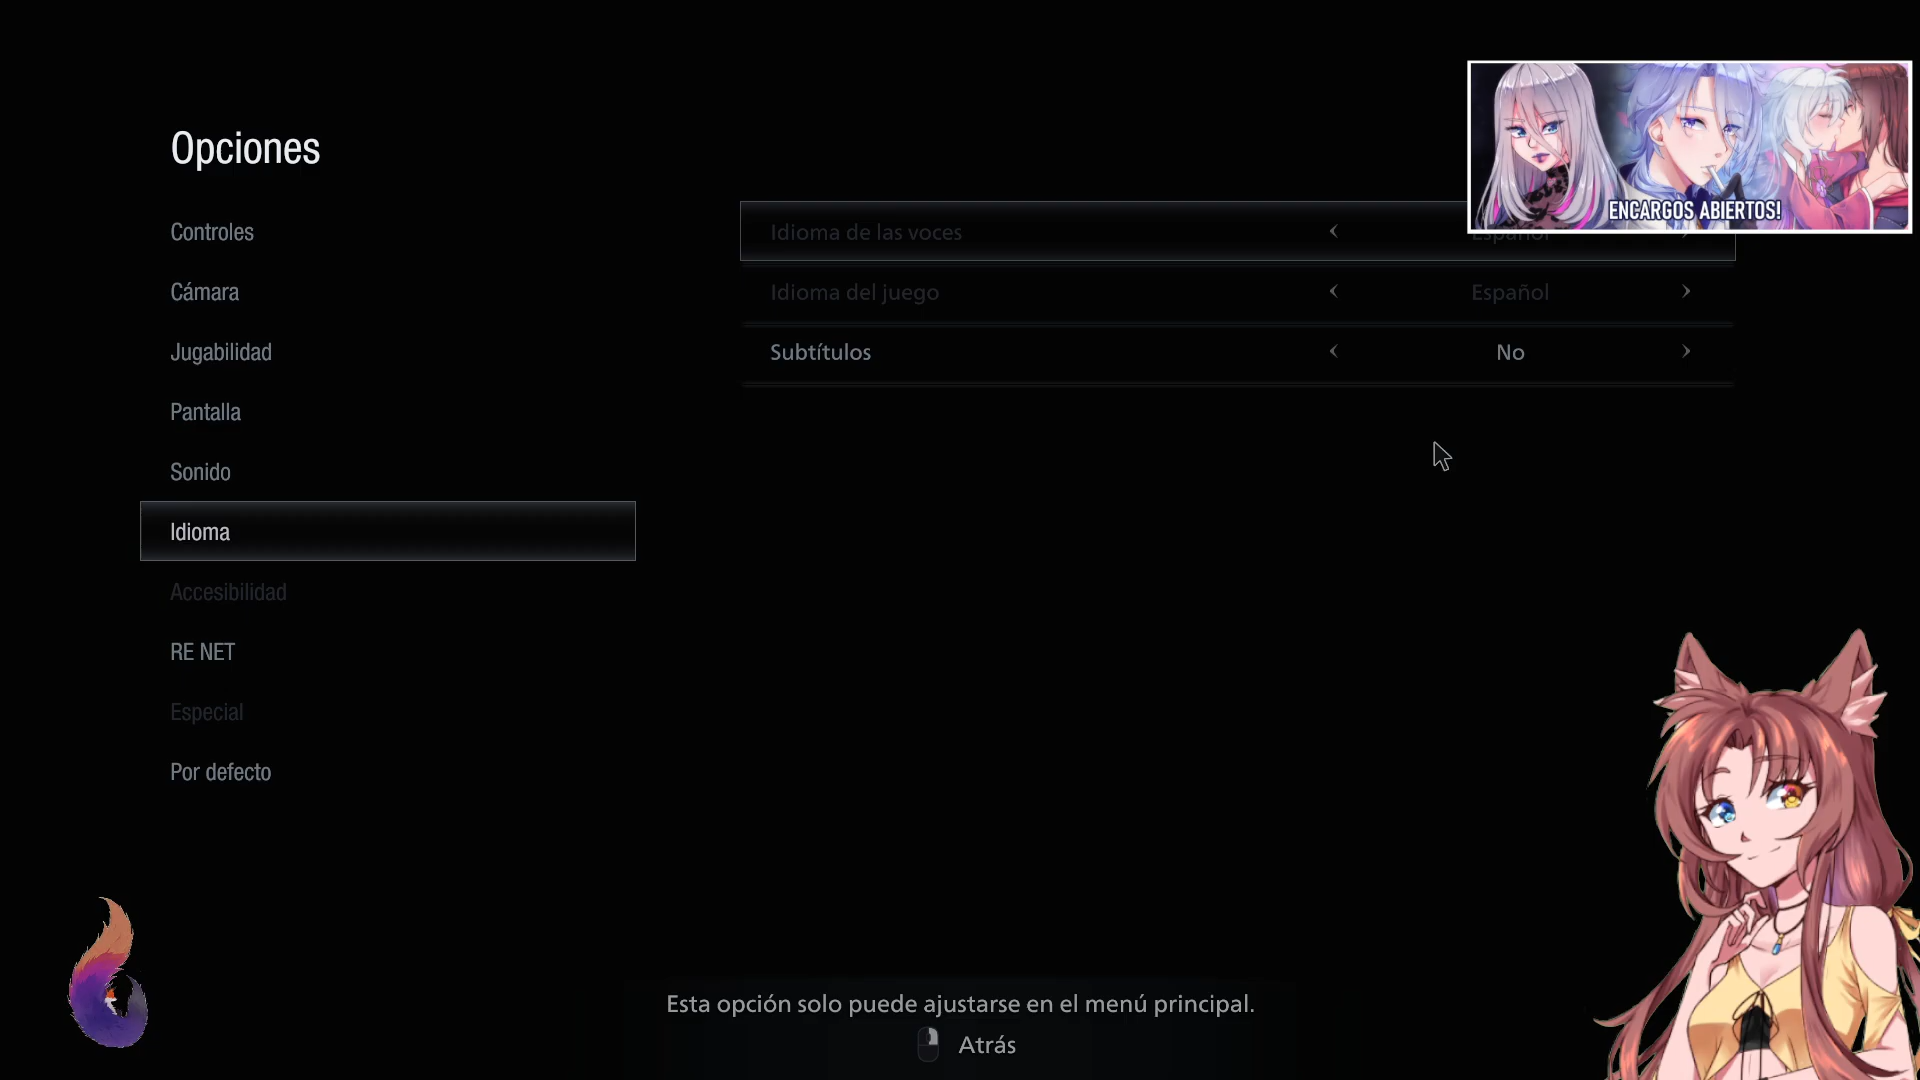 Opciones
Controles
Cámara
Jugabilidad
Pantalla
Sonido
Idioma
Accesibilidad
RE NET
Especial
Por defecto
ENCARGOS ABIERTOS!
Idioma de las voces < Español >
Idioma del juego < Español >
Subtítulos < No >
Esta opción solo puede ajustarse en el menú principal.
Atrás